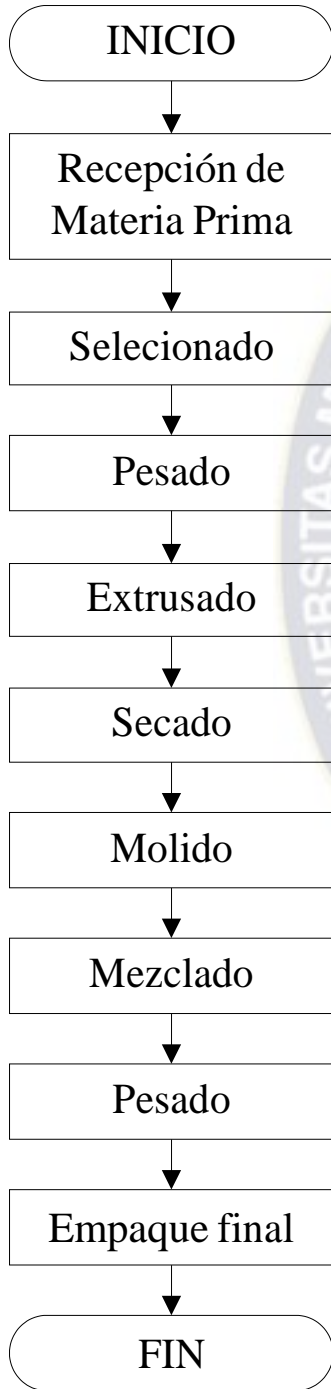 INICIO
Recepción de
Materia Prima
Selecionado
Pesado
Extrusado
Secado
Molido
Mezclado
Pesado
Empaque final
FIN